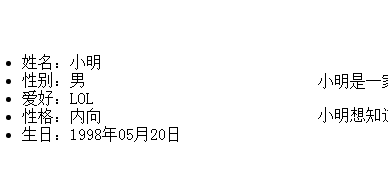 姓名：小明
性别：男
爱好：LOL
性格：内向
生日：1998年05月20日
小明是一
小明想知